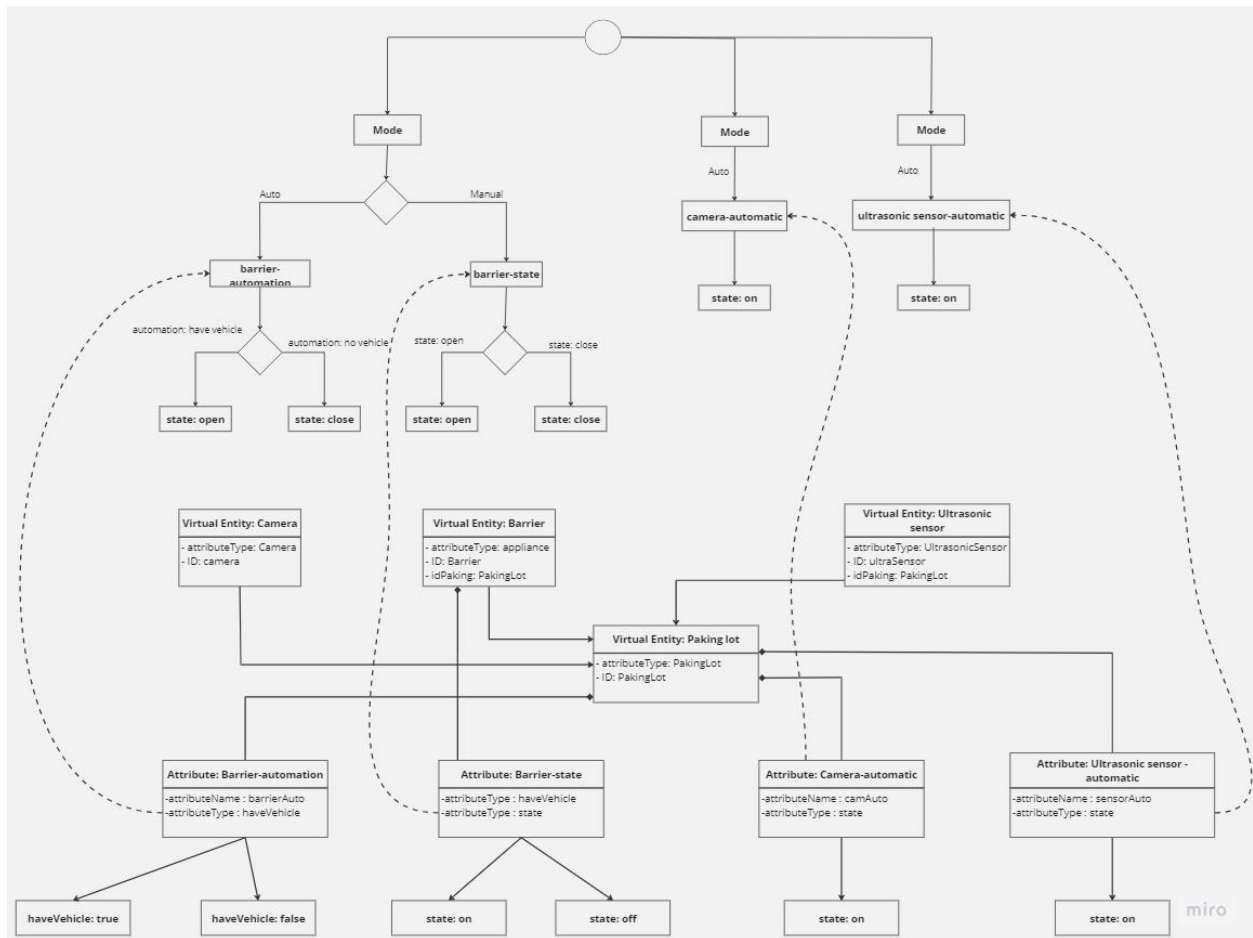 Mode
Mode
Mode
Auto
Auto
Auto
Manual
camera-automatic
ultrasonic sensor-automatic
barrier-
automation
barrier-state
state: on
state: on
automation: have vehicle
automation: no vehicle
state: open
state: close
state: open
state: close
state: open
state: close
Virtual Entity: Camera
- attributeType: Camera
- ID: camera
Virtual Entity: Barrier
- attributeType: appliance
- ID: Barrier
- idPaking: PakingLot
Virtual Entity: Ultrasonic
sensor
- attributeType: UltrasonicSensor
- ID: ultraSensor
- idPaking: PakingLot
Virtual Entity: Paking lot
- attributeType: PakingLot
- ID: PakingLot
Attribute: Barrier-automation
-attributeName : barrierAuto
-attributeType : haveVehicle
Attribute: Barrier-state
-attributeType : haveVehicle
-attributeType : state
Attribute: Camera-automatic
-attributeName : camAuto
-attributeType : state
Attribute: Ultrasonic sensor -
automatic
-attributeName : sensorAuto
-attributeType : state
haveVehicle: true
haveVehicle: false
state: on
state: off
state: on
state: on
miro